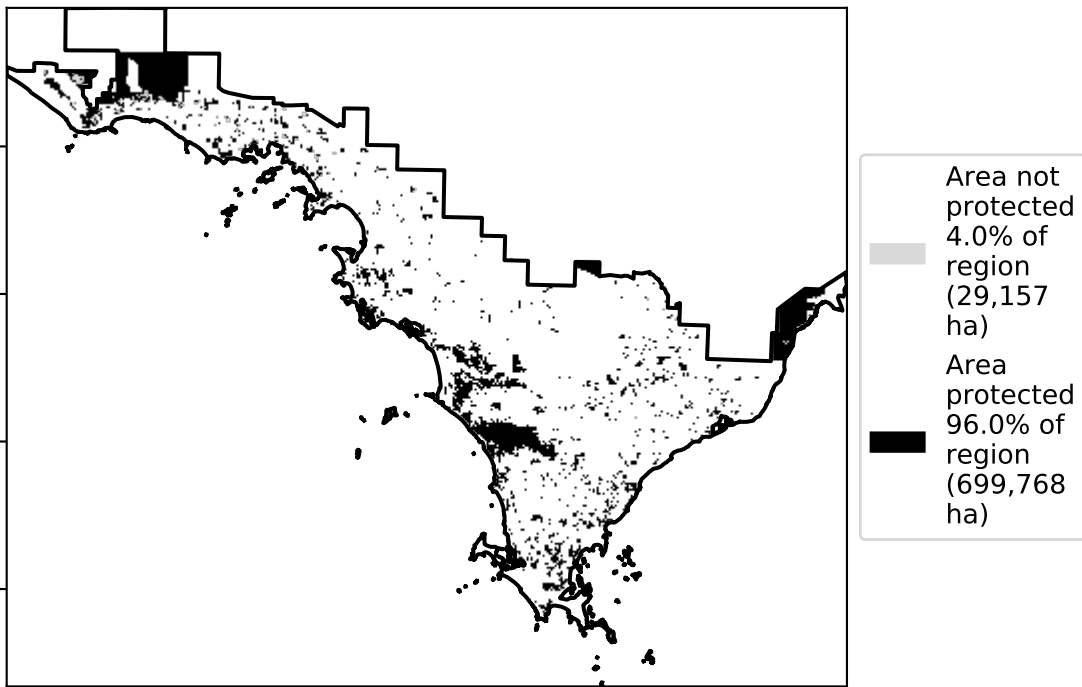 Area not
protected
4.0% of
region
(29,157
ha)
Area
protected
96.0% of
region
(699,768
ha)